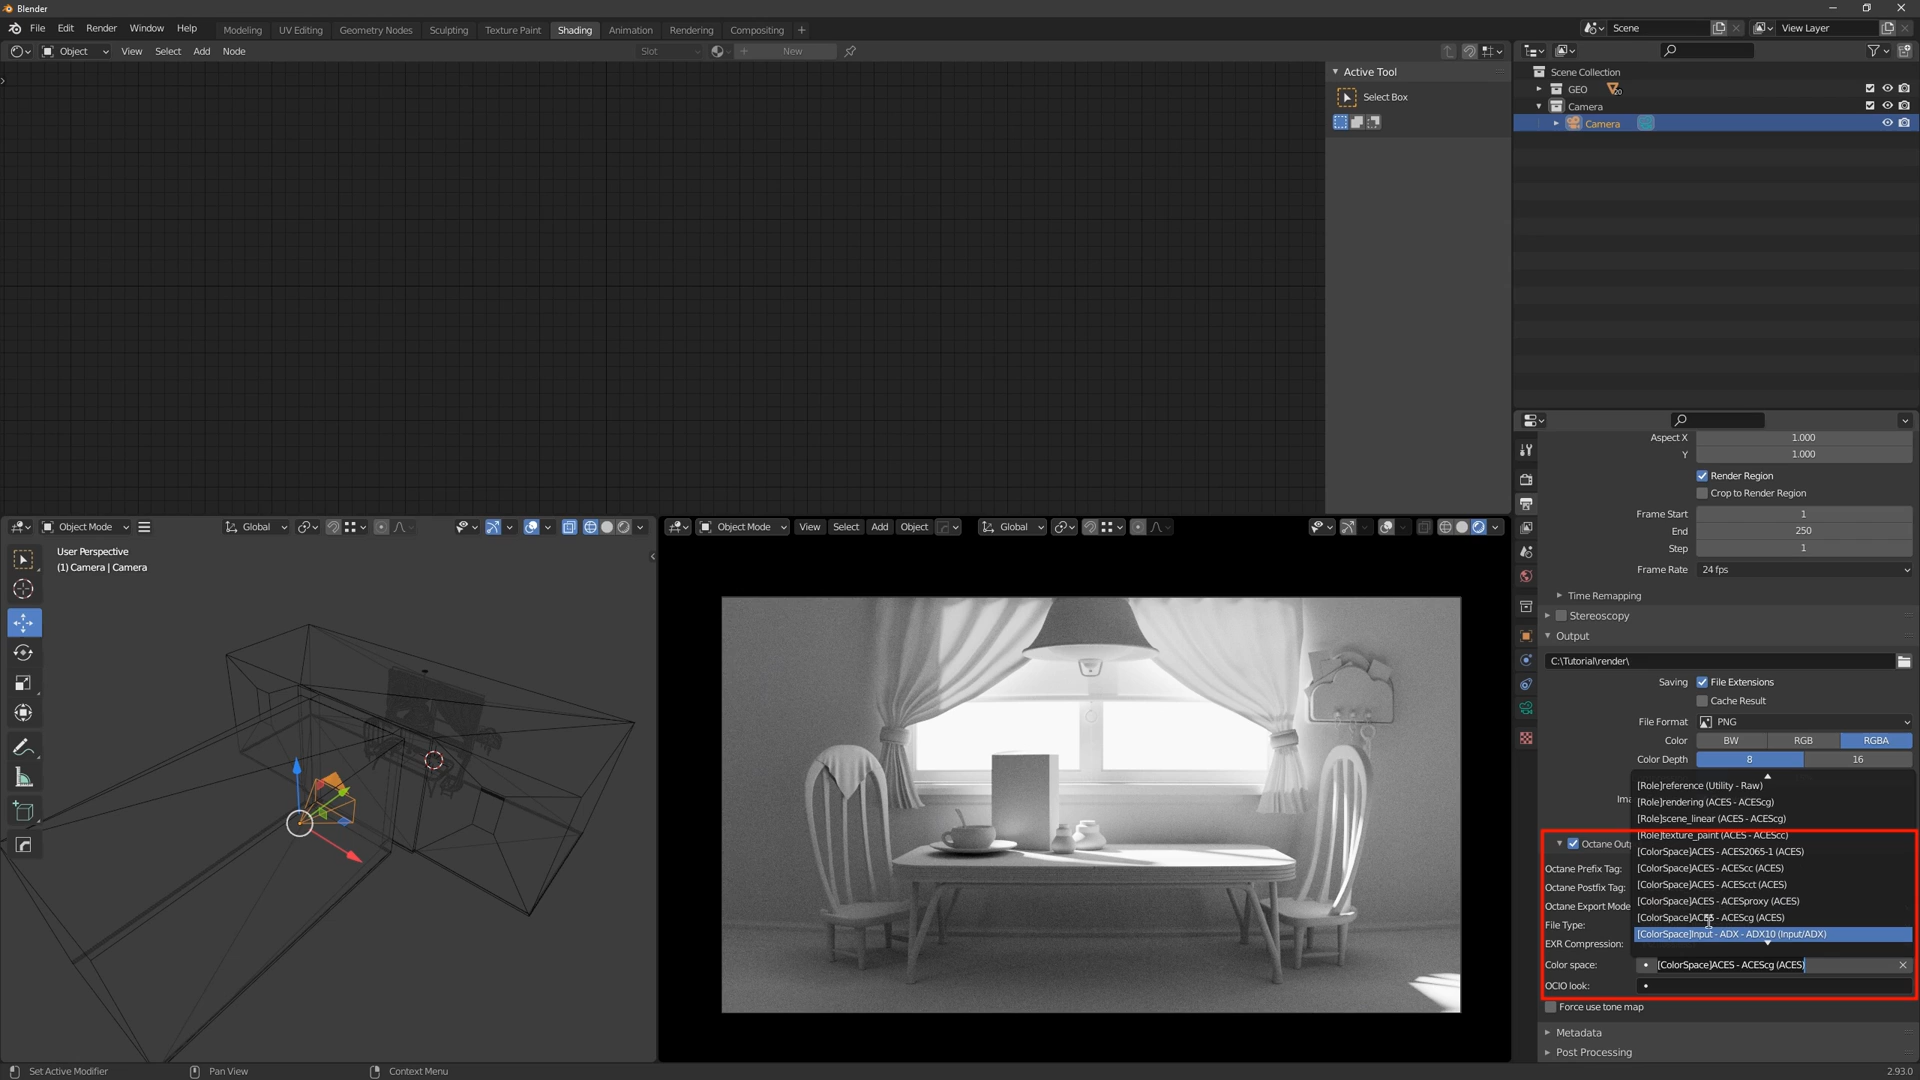 Blender
File Edit Render Window Help Modeling UV Editing Geometry Nodes Sculpting Texture Paint Shading Animation Rendering Compositing + Scene View Layer
Object View Select Add Node Slot New
Active Tool
Select Box
Scene Collection
GEO 20
Camera
Camera
Aspect X 1.000
Y 1.000
Render Region
Crop to Render Region
Frame Start 1
End 250
Step 1
Frame Rate 24 fps
Time Remapping
Stereoscopy
Output
C:\Tutorial\render\
Saving File Extensions
Cache Result
File Format PNG
Color BW RGB RGBA
Color Depth 8 16
[Role]reference (Utility - Raw)
[Role]rendering (ACES - ACEScg)
[Role]scene_linear (ACES - ACEScg)
[Role]texture_paint (ACES - ACEScc)
[ColorSpace]ACES - ACES2065-1 (ACES)
[ColorSpace]ACES - ACEScc (ACES)
[ColorSpace]ACES - ACEScct (ACES)
[ColorSpace]ACES - ACESproxy (ACES)
[ColorSpace]ACES - ACEScg (ACES)
[ColorSpace]Input - ADX - ADX10 (Input/ADX)
Octane Prefix Tag:
Octane Postfix Tag:
Octane Export Mode
File Type:
EXR Compression:
Color space: [ColorSpace]ACES - ACEScg (ACES)
OCIO look:
Force use tone map
Metadata
Post Processing
Object Mode Global
User Perspective
(1) Camera | Camera
Object Mode View Select Add Object Global
Set Active Modifier Pan View Context Menu 2.93.0